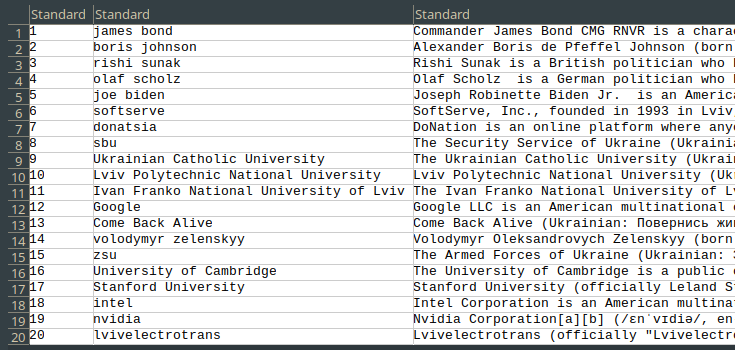 Standard Standard Standard
1 1 james bond Commander James Bond CMG RNVR is a chara
2 2 boris johnson Alexander Boris de Pfeffel Johnson (born
3 3 rishi sunak Rishi Sunak is a British politician who
4 4 olaf scholz Olaf Scholz is a German politician who
5 5 joe biden Joseph Robinette Biden Jr. is an America
6 6 softserve SoftServe, Inc., founded in 1993 in Lviv,
7 7 donatsia DoNation is an online platform where anyo
8 8 sbu The Security Service of Ukraine (Ukraini
9 9 Ukrainian Catholic University The Ukrainian Catholic University (Ukrai
10 10 Lviv Polytechnic National University Lviv Polytechnic National University (Uk
11 11 Ivan Franko National University of Lviv The Ivan Franko National University of Lv
12 12 Google Google LLC is an American multinational
13 13 Come Back Alive Come Back Alive (Ukrainian: Повернись жи
14 14 volodymyr zelenskyy Volodymyr Oleksandrovych Zelenskyy (born
15 15 zsu The Armed Forces of Ukraine (Ukrainian:
16 16 University of Cambridge The University of Cambridge is a public
17 17 Stanford University Stanford University (officially Leland S
18 18 intel Intel Corporation is an American multina
19 19 nvidia Nvidia Corporation[a][b] (/ɛnˈvɪdiə/, en
20 20 lvivelectrotrans Lvivelectrotrans (officially "Lvivelectr